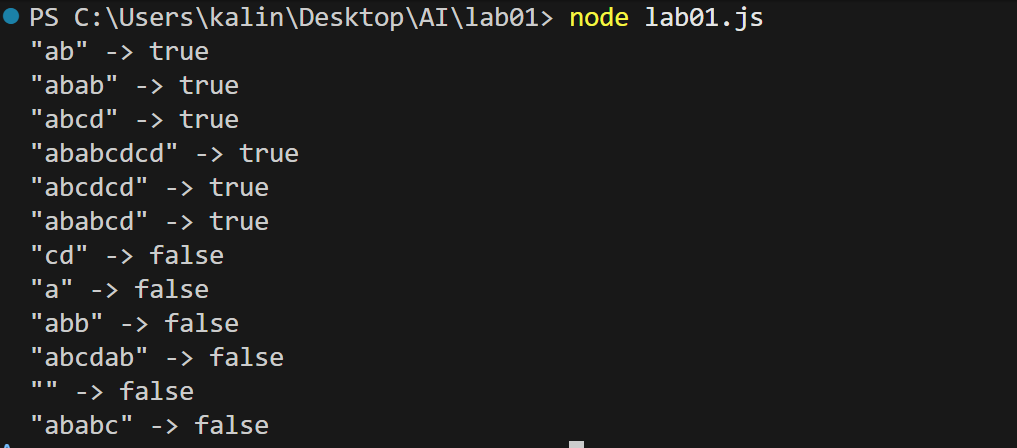 PS C:\Users\kalin\Desktop\AI\lab01> node lab01.js
"ab" -> true
"abab" -> true
"abcd" -> true
"ababcdcd" -> true
"abcdcd" -> true
"ababcd" -> true
"cd" -> false
"a" -> false
"abb" -> false
"abcdab" -> false
"" -> false
"ababc" -> false